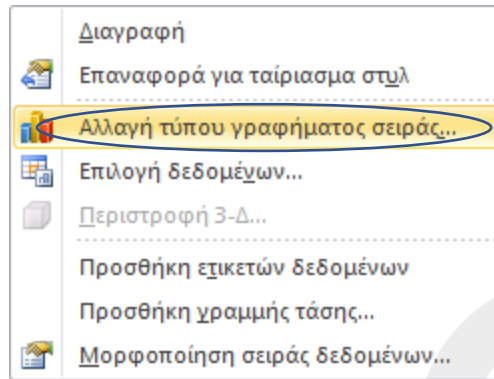 Διαγραφή
Επαναφορά για ταίριασμα στυλ
Αλλαγή τύπου γραφήματος σειράς...
Επιλογή δεδομένων...
Περιστροφή 3-Δ...
Προσθήκη ετικετών δεδομένων
Προσθήκη γραμμής τάσης...
Μορφοποίηση σειράς δεδομένων...